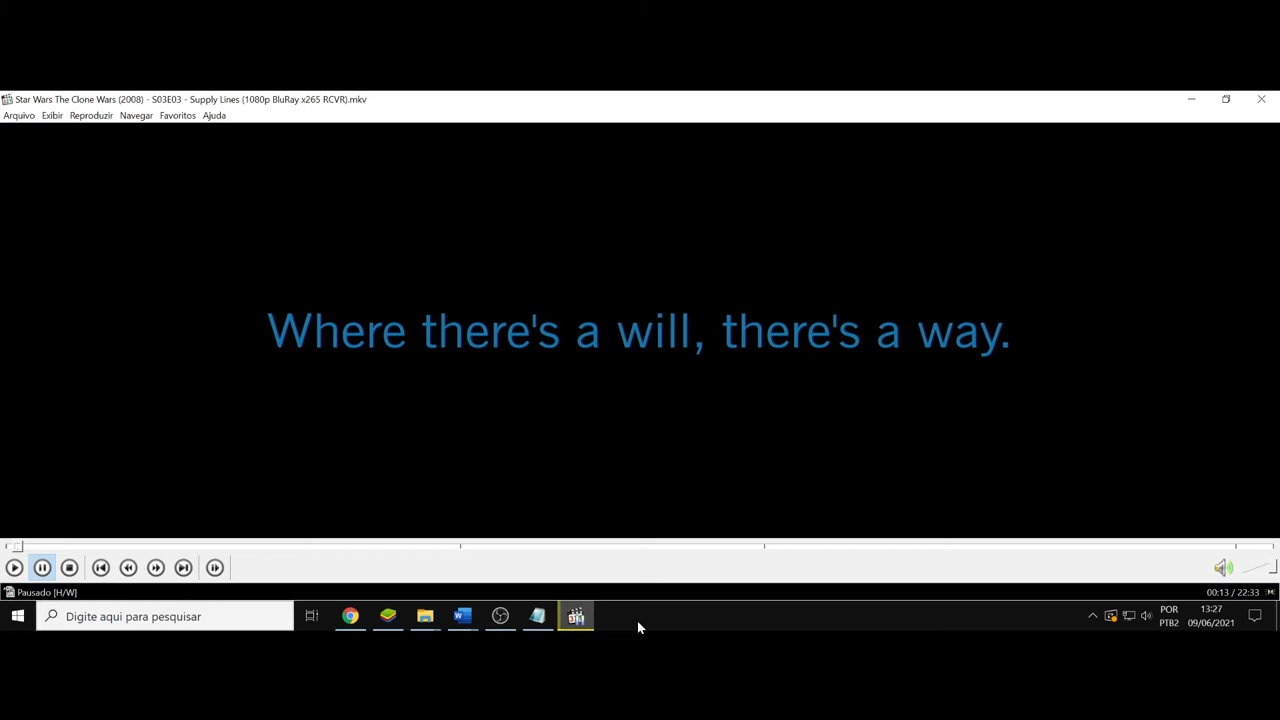 Star Wars The Clone Wars (2008) - S03E03 - Supply Lines (1080p BluRay x265 RCVR).mkv
Arquivo Exibir Reproduzir Navegar Favoritos Ajuda
Where there's a will, there's a way.
Pausado [H/W] 00:13 / 22:33
Digite aqui para pesquisar
POR 13:27
PTB2 09/06/2021